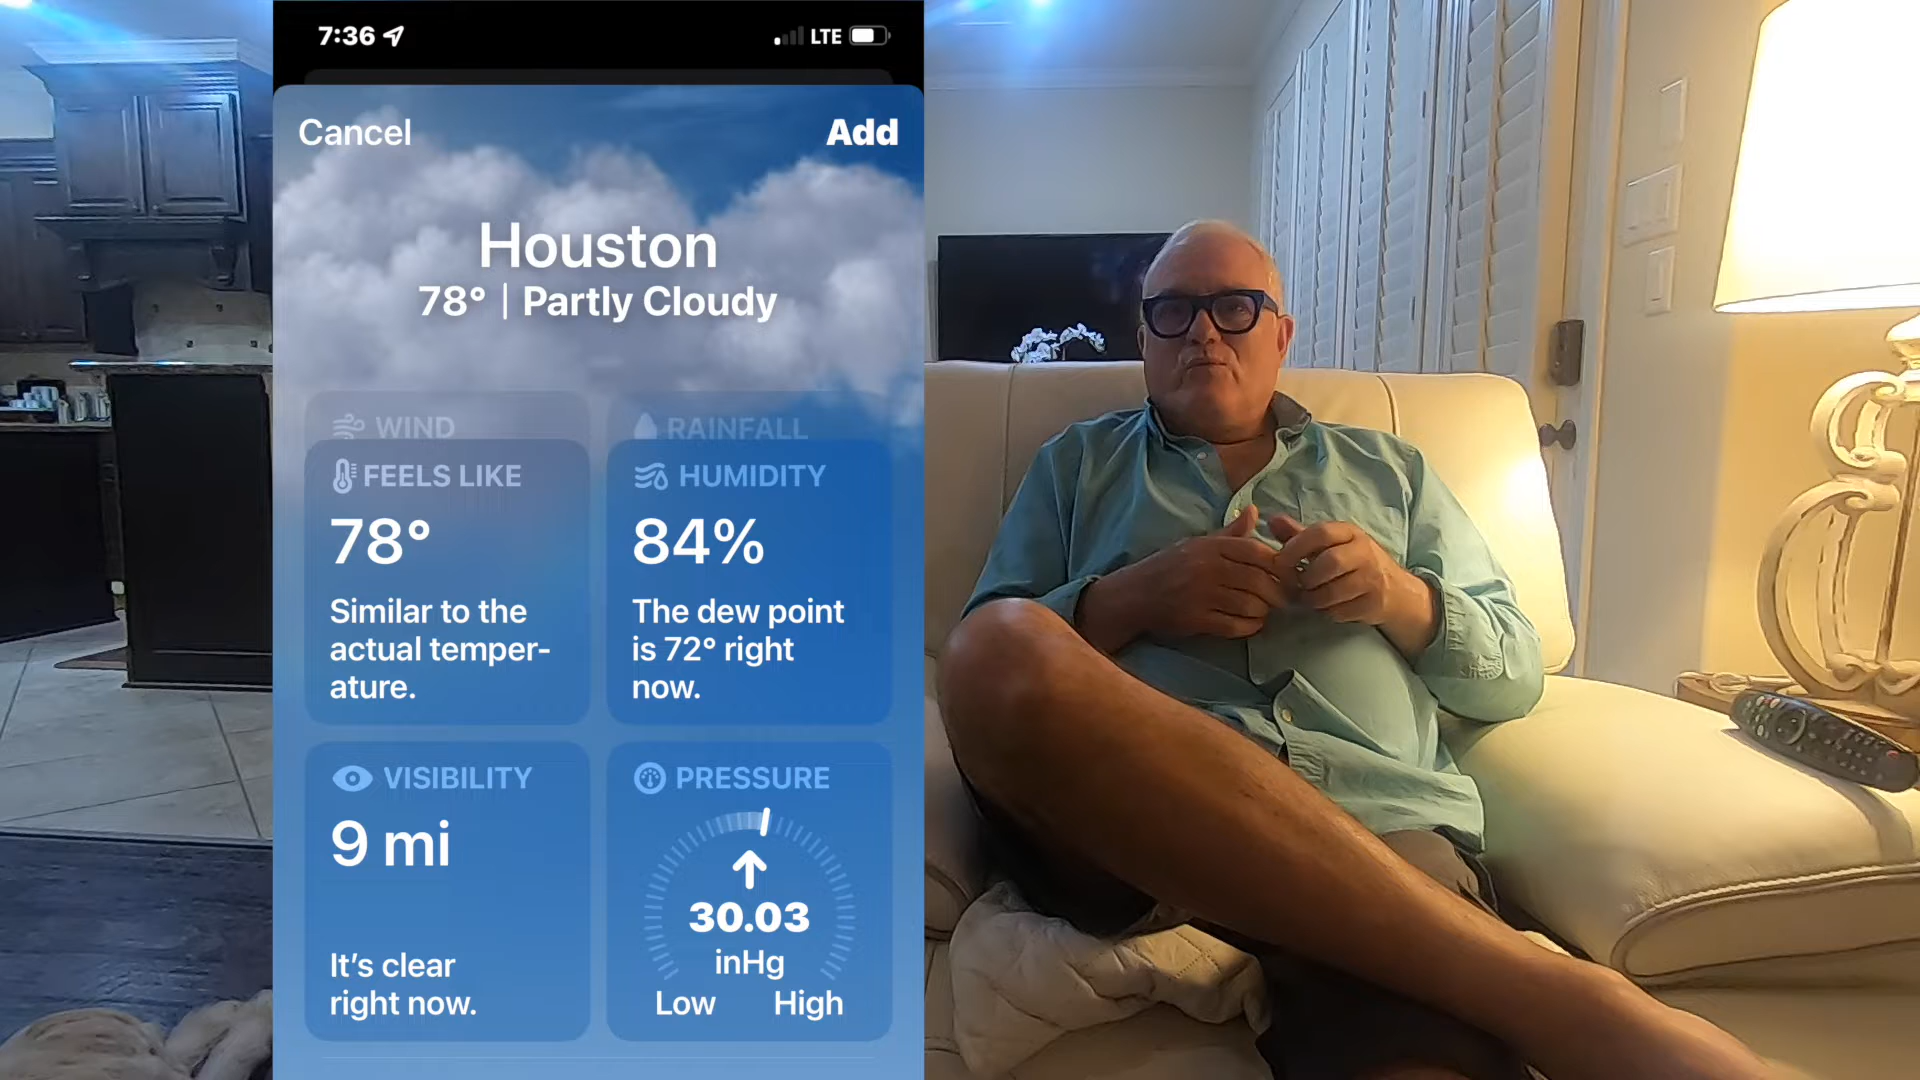 7:36 LTE
Cancel Add
Houston
78° | Partly Cloudy
WIND
RAINFALL
FEELS LIKE
78°
Similar to the
actual temper-
ature.
HUMIDITY
84%
The dew point
is 72° right
now.
VISIBILITY
9 mi
It's clear
right now.
PRESSURE
30.03
inHg
Low High